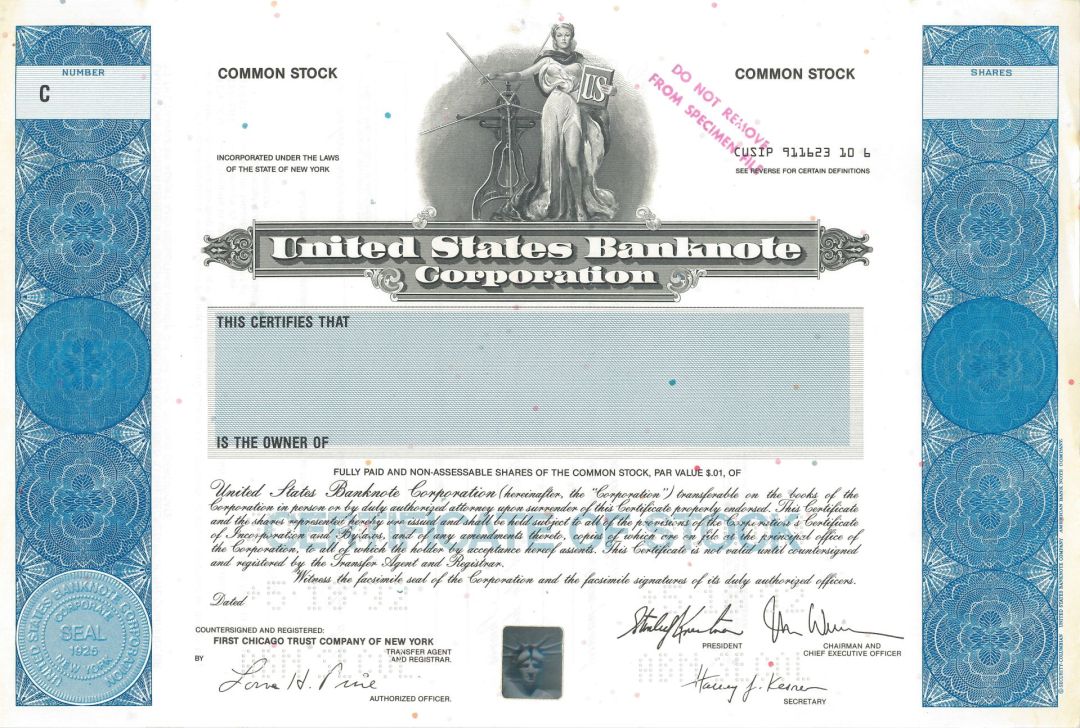 NUMBER
C
COMMON STOCK
US
DO NOT REMOVE
FROM SPECIMEN FILE
COMMON STOCK
SHARES
INCORPORATED UNDER THE LAWS
OF THE STATE OF NEW YORK
CUSIP 911623 10 6
SEE REVERSE FOR CERTAIN DEFINITIONS
United States Banknote
Corporation
THIS CERTIFIES THAT
IS THE OWNER OF
FULLY PAID AND NON-ASSESSABLE SHARES OF THE COMMON STOCK, PAR VALUE $.01, OF
United States Banknote Corporation (hereinafter, the "Corporation") transferable on the books of the
Corporation in person or by duly authorized attorney upon surrender of this Certificate properly endorsed. This Certificate
and the shares represented hereby are issued and shall be held subject to all of the provisions of the Corporation's Certificate
of Incorporation and By-Laws, and of any amendments thereto, copies of which are on file at the principal office of
the Corporation, to all of which the holder by acceptance hereof assents. This Certificate is not valid until countersigned
and registered by the Transfer Agent and Registrar.
CERTIFICATE OF STOCK
Witness the facsimile seal of the Corporation and the facsimile signatures of its duly authorized officers.
Dated
COUNTERSIGNED AND REGISTERED:
FIRST CHICAGO TRUST COMPANY OF NEW YORK
TRANSFER AGENT
AND REGISTRAR.
BY
AUTHORIZED OFFICER.
PRESIDENT
CHAIRMAN AND
CHIEF EXECUTIVE OFFICER
Harvey J. Kesner
SECRETARY
UNITED STATES BANKNOTE CORPORATION
CORPORATE
SEAL
1925
NEW YORK